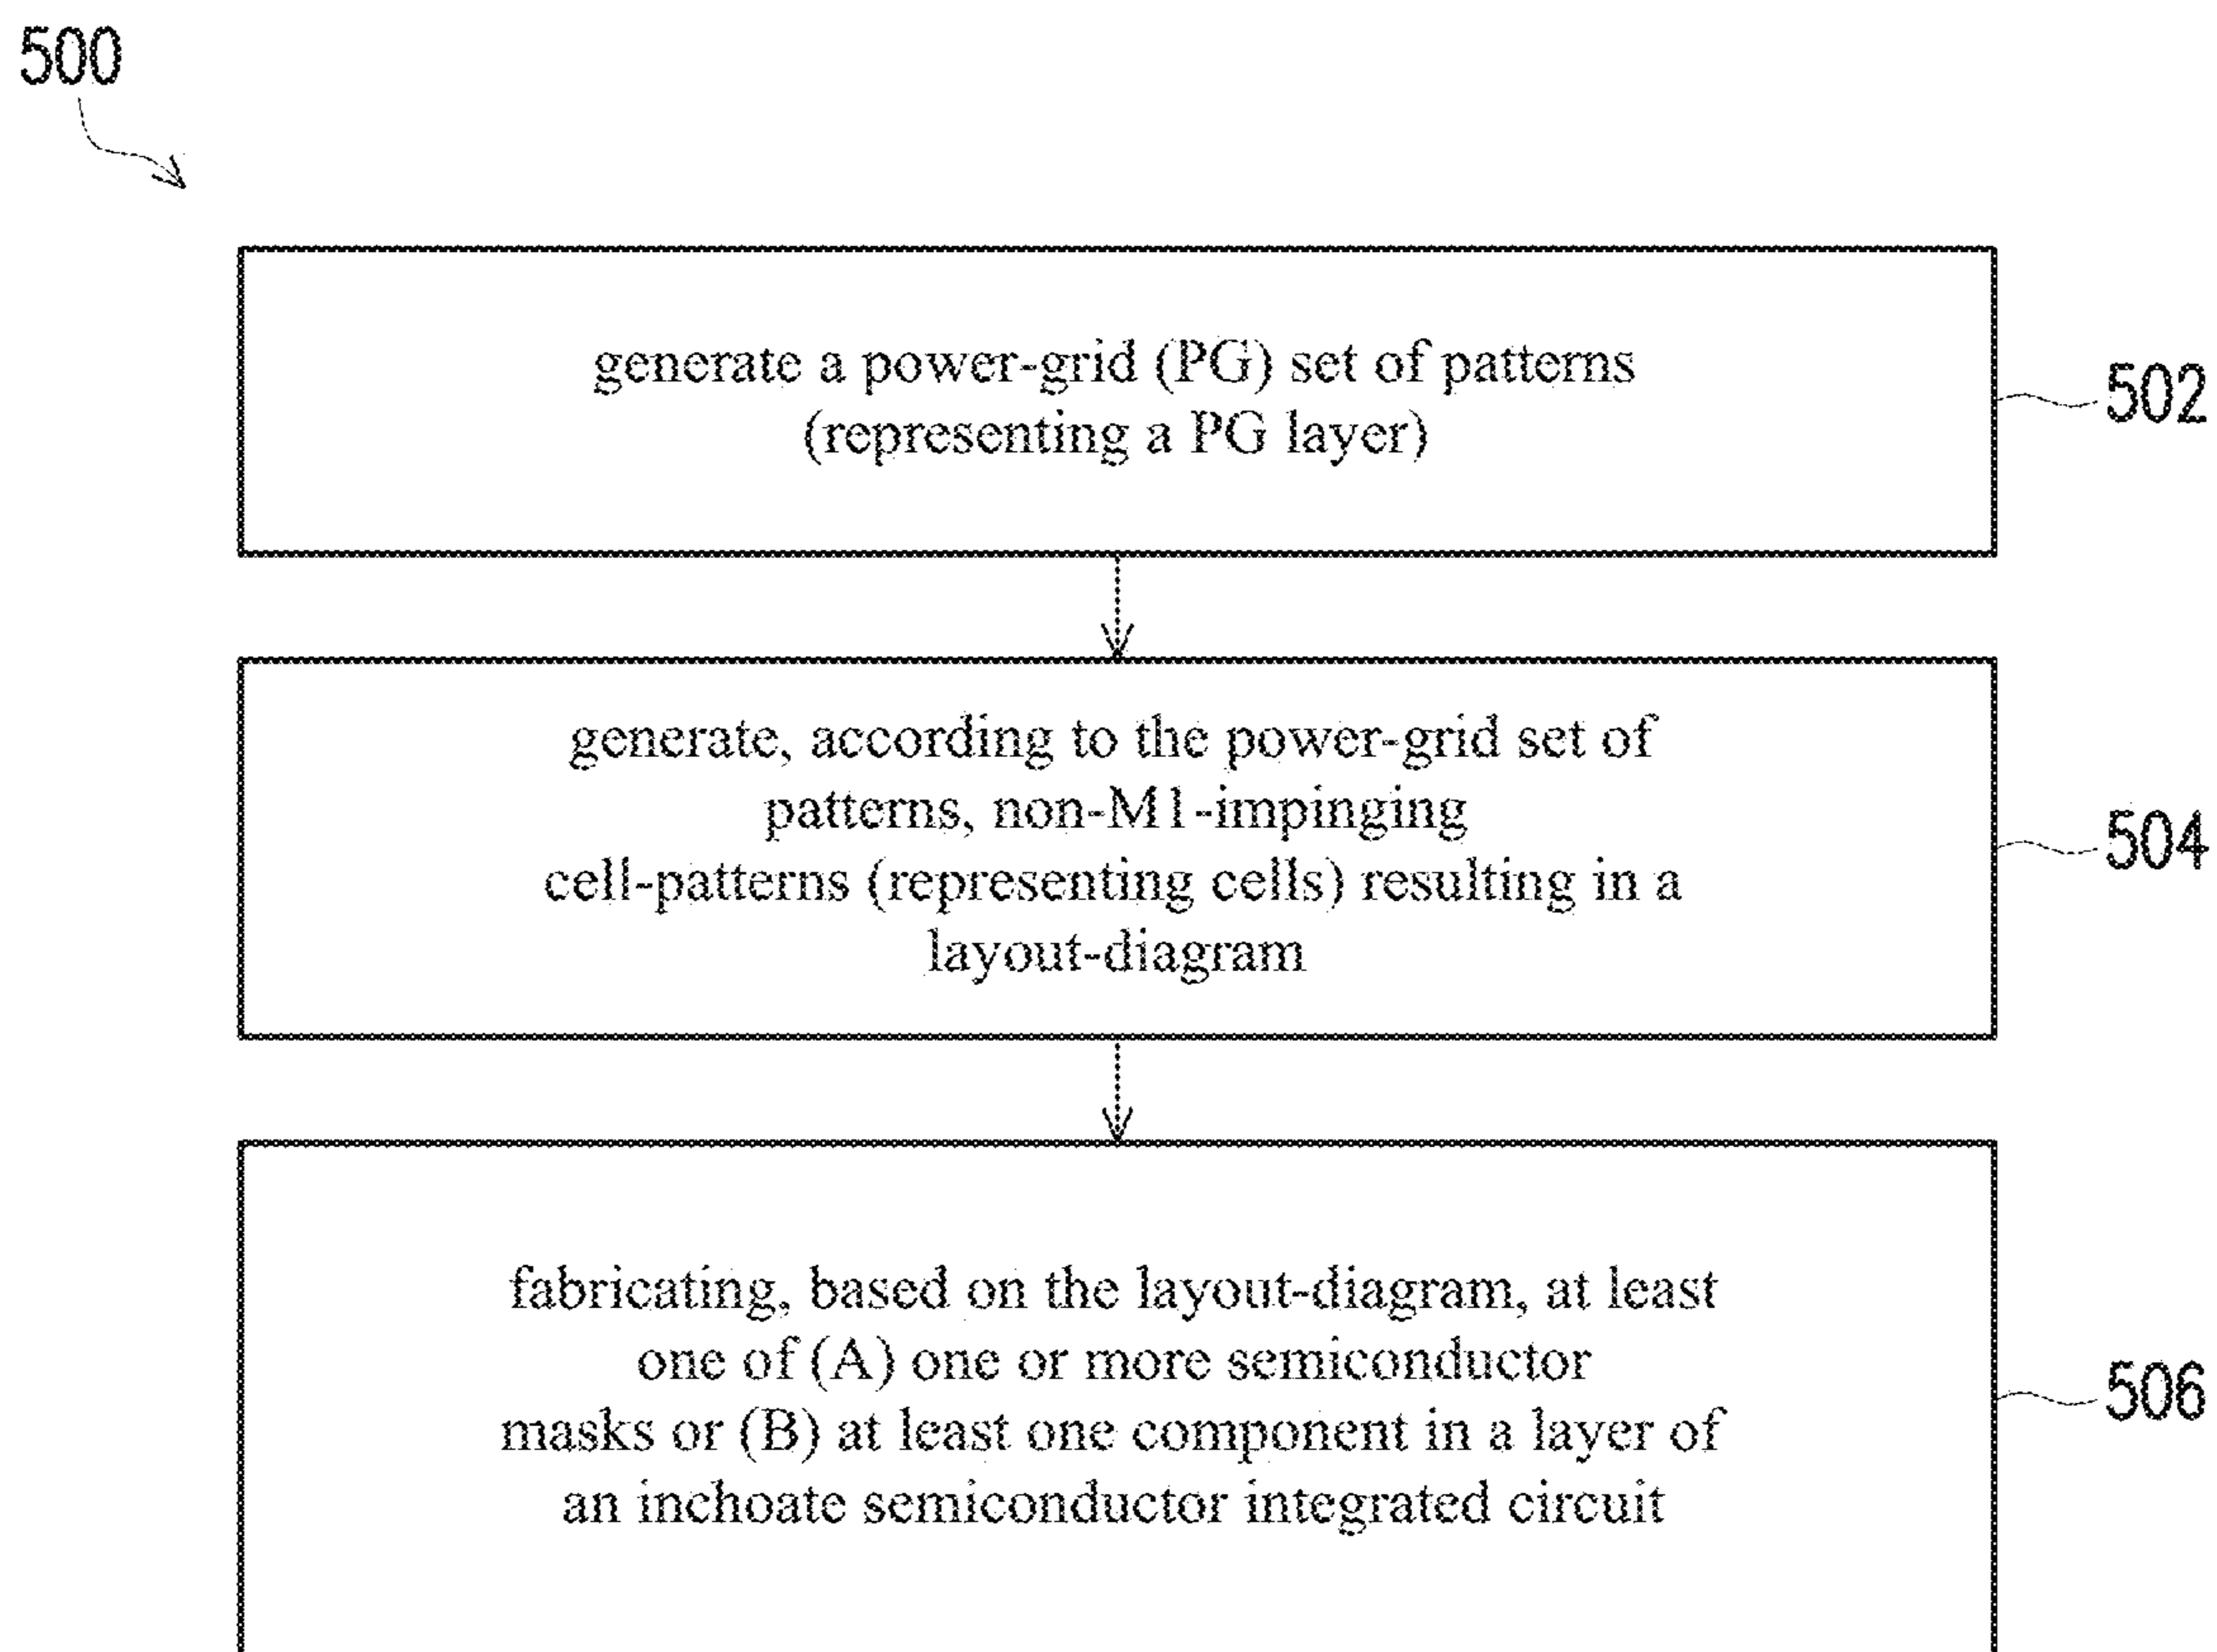 500
generate a power-grid (PG) set of patterns
(representing a PG layer)
502
generate, according to the power-grid set of
patterns, non-M1-impinging
cell-patterns (representing cells) resulting in a
layout-diagram
504
fabricating, based on the layout-diagram, at least
one of (A) one or more semiconductor
masks or (B) at least one component in a layer of
an inchoate semiconductor integrated circuit
506